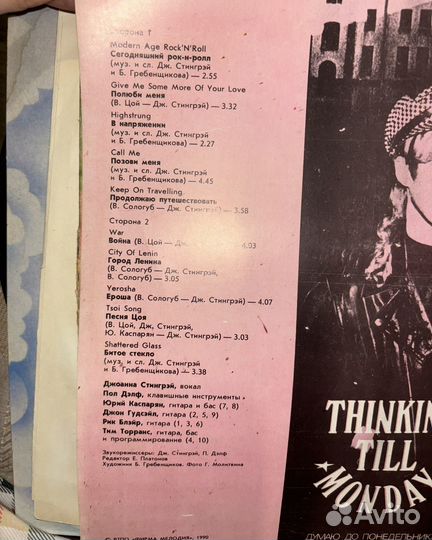 Сторона 1
Modern Age Rock'N'Roll
Сегодняшний рок-н-ролл
(муз. и сл. Дж. Стингрэй
и Б. Гребенщикова) — 2.55
Give Me Some More Of Your Love
Полюби меня
(В. Цой — Дж. Стингрэй) — 3.32
Highstrung
В напряжении
(муз. и сл. Дж. Стингрэй
и Б. Гребенщикова) — 2.27
Call Me
Позови меня
(муз. и сл. Дж. Стингрэй
и Б. Гребенщикова) — 4.45
Keep On Travelling
Продолжаю путешествовать
(В. Сологуб — Дж. Стингрэй) — 3.58
Сторона 2
War
Война (В. Цой — Дж. 4.03
City Of Lenin
Город Ленина
(В. Сологуб — Дж. Стингрэй,
В. Сологуб) — 3.05
Yerosha
Ероша (В. Сологуб — Дж. Стингрэй) — 4.07
Tsoi Song
Песня Цоя
(В. Цой, Дж. Стингрэй,
Ю. Каспарян — Дж. Стингрэй) — 3.03
Shattered Glass
Битое стекло
(муз. и сл. Дж. Стингрэй
и Б. Гребенщикова) — 3.38
Джоанна Стингрэй, вокал
Пол Дэлф, клавишные инструменты
Юрий Каспарян, гитара и бас (7, 8)
Джон Гудсэйл, гитара (2, 5, 9)
Рик Блэйр, гитара (1, 3, 6)
Тим Торранс, гитара, бас
и программирование (4, 10)
Звукорежиссеры: Дж. Стингрэй, П. Дэлф
Редактор Е. Платонов
Художник Б. Гребенщиков. Фото Г. Молитвина
THINKIN
TILL
MONDAY
ДУМАЮ ДО ПОНЕДЕЛЬНИК
© ВТПО «ФИРМА МЕЛОДИЯ», 1990
Avito